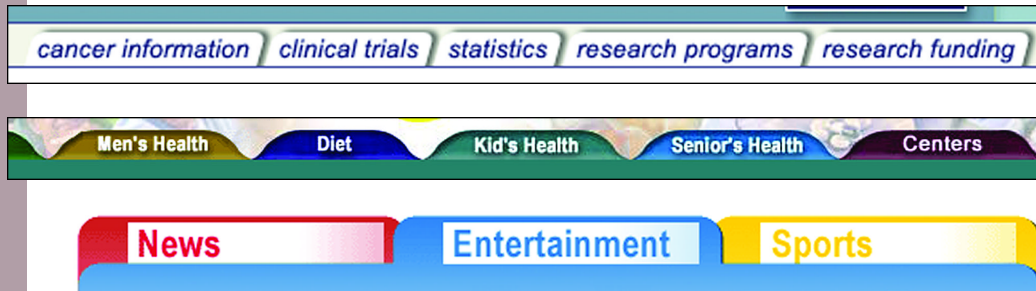 cancer information clinical trials statistics research programs research funding
Men's Health Diet Kid's Health Senior's Health Centers
News Entertainment Sports